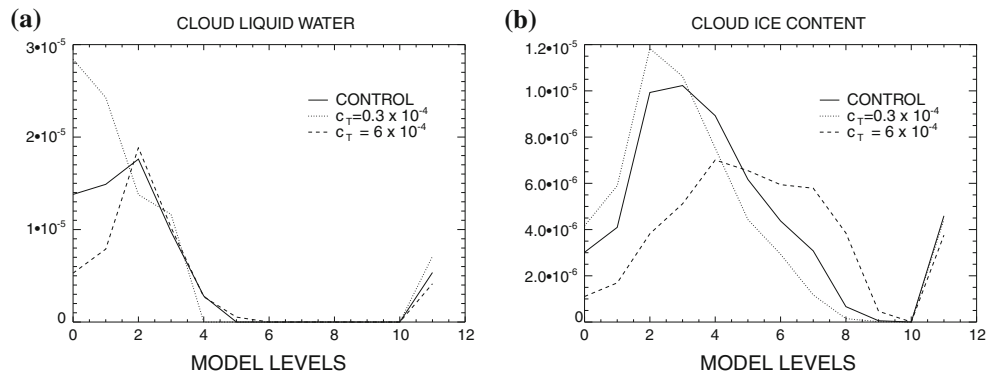 (a)
CLOUD LIQUID WATER
3•10⁻⁵
2•10⁻⁵
1•10⁻⁵
0
CONTROL
c_T=0.3 x 10⁻⁴
c_T = 6 x 10⁻⁴
0 2 4 6 8 10 12
MODEL LEVELS
(b)
CLOUD ICE CONTENT
1.2•10⁻⁵
1.0•10⁻⁵
8.0•10⁻⁶
6.0•10⁻⁶
4.0•10⁻⁶
2.0•10⁻⁶
0
CONTROL
c_T=0.3 x 10⁻⁴
c_T = 6 x 10⁻⁴
0 2 4 6 8 10 12
MODEL LEVELS